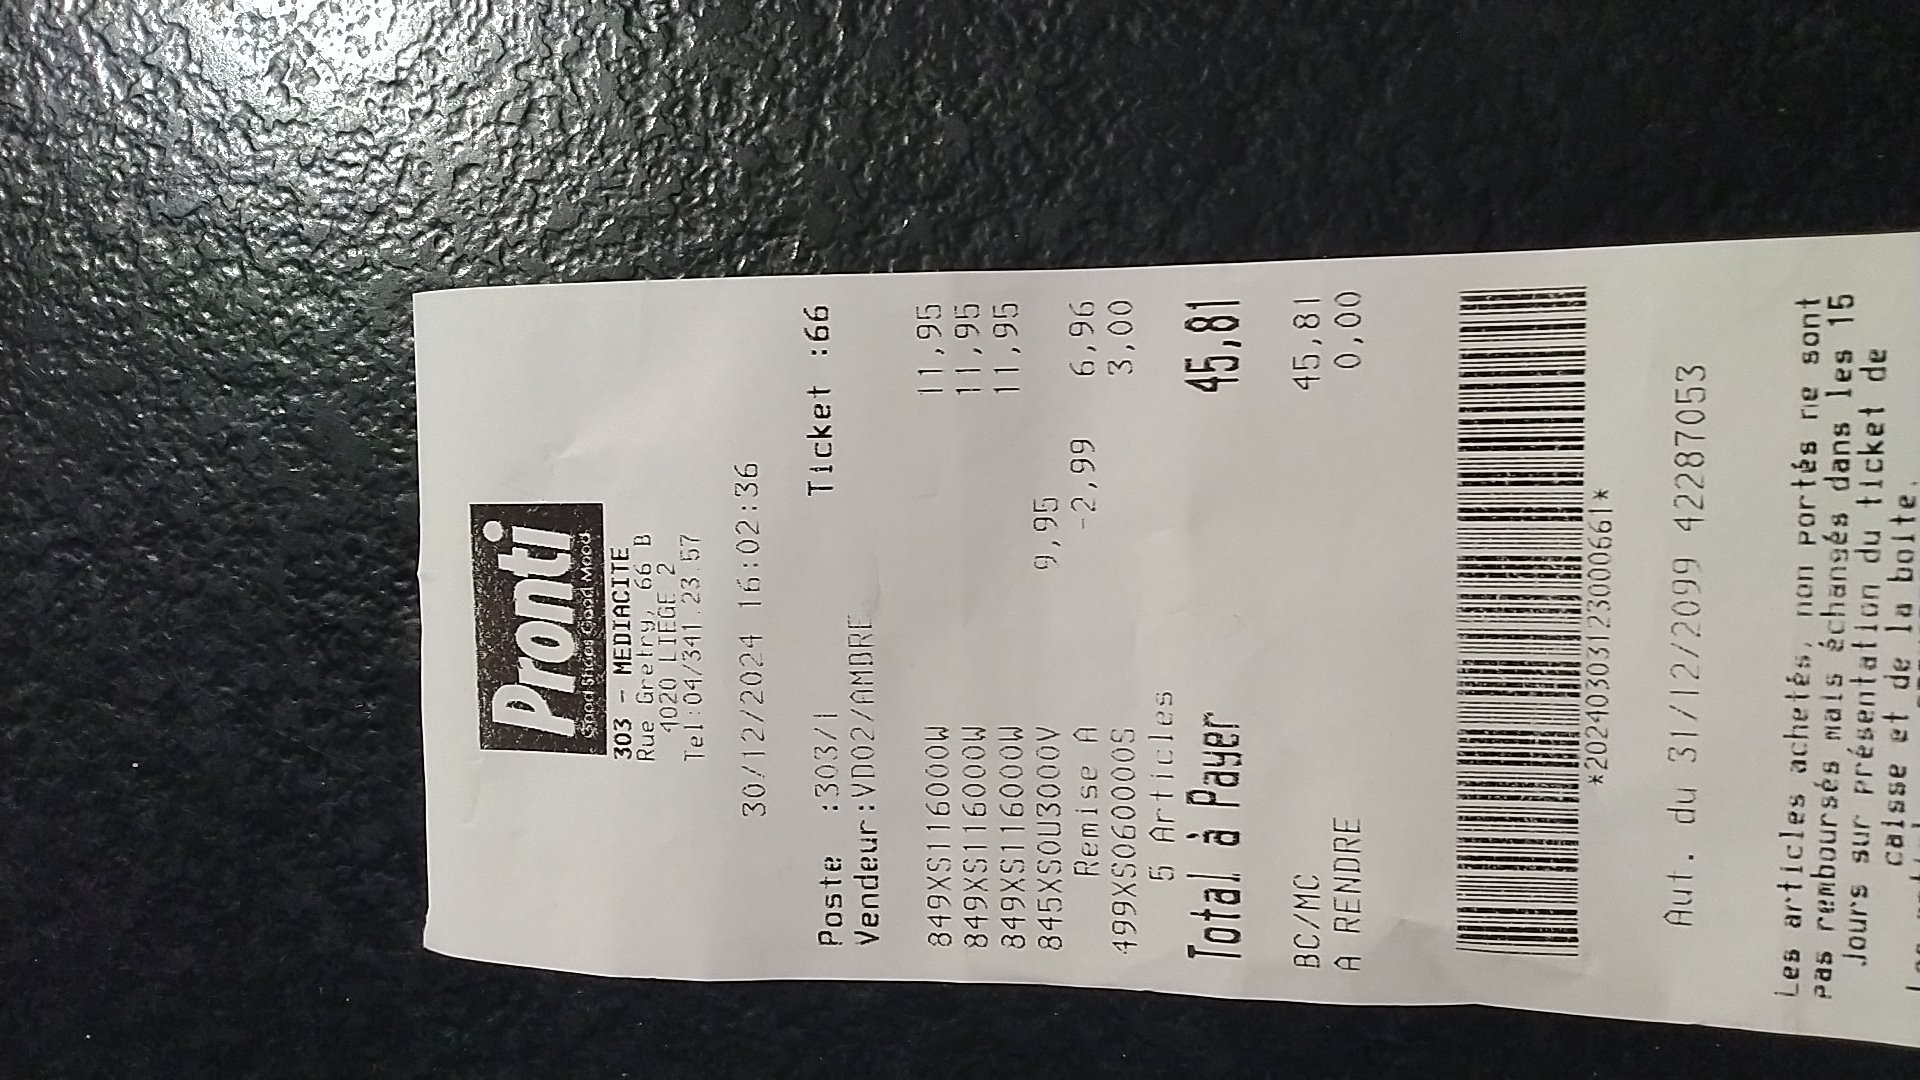 Pronti
Good Shoes Good Mood
303 - MEDIACITE
Rue Gretry, 66 B
4020 LIEGE 2
Tel:04/341.23.57
30/12/2024 16:02:36
Poste :303/1 Ticket :66
Vendeur:VD02/AMBRE
849XS116000W 11,95
849XS116000W 11,95
849XS116000W 11,95
845XS0U3000V 9,95
Remise A -2,99 6,96
499XS060000S 3,00
5 Articles
Total à Payer 45,81
BC/MC 45,81
A RENDRE 0,00
*20240303123000661*
Aut. du 31/12/2099 42287053
Les articles achetés, non portés ne sont
pas remboursés mais échangés dans les 15
jours sur présentation du ticket de
caisse et de la boite.